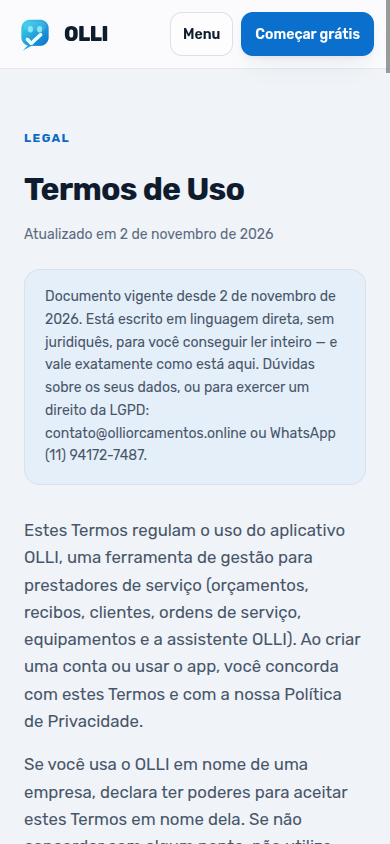 OLLI
Menu
Começar grátis
LEGAL
Termos de Uso
Atualizado em 2 de novembro de 2026
Documento vigente desde 2 de novembro de
2026. Está escrito em linguagem direta, sem
juridiquês, para você conseguir ler inteiro — e
vale exatamente como está aqui. Dúvidas
sobre os seus dados, ou para exercer um
direito da LGPD:
contato@olliorcamentos.online ou WhatsApp
(11) 94172-7487.
Estes Termos regulam o uso do aplicativo
OLLI, uma ferramenta de gestão para
prestadores de serviço (orçamentos,
recibos, clientes, ordens de serviço,
equipamentos e a assistente OLLI). Ao criar
uma conta ou usar o app, você concorda
com estes Termos e com a nossa Política
de Privacidade.
Se você usa o OLLI em nome de uma
empresa, declara ter poderes para aceitar
estes Termos em nome dela. Se não
concordar com algum ponto, não utilize